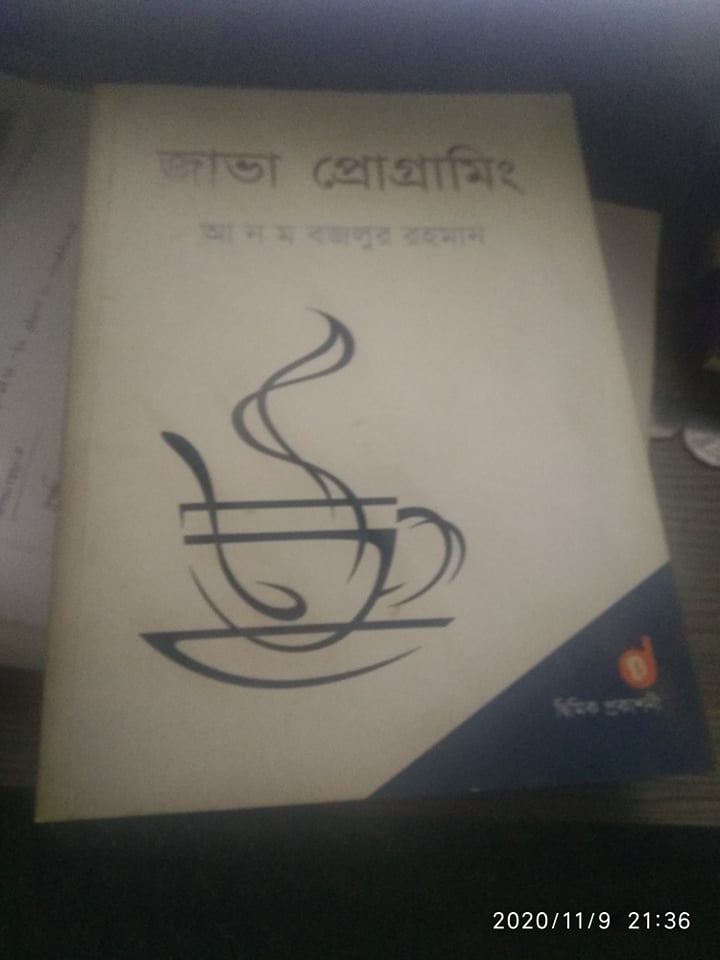 জাভা প্রোগ্রামিং
আ ন ম বজলুর রহমান
দ্বিমিক প্রকাশনী
2020/11/9 21:36